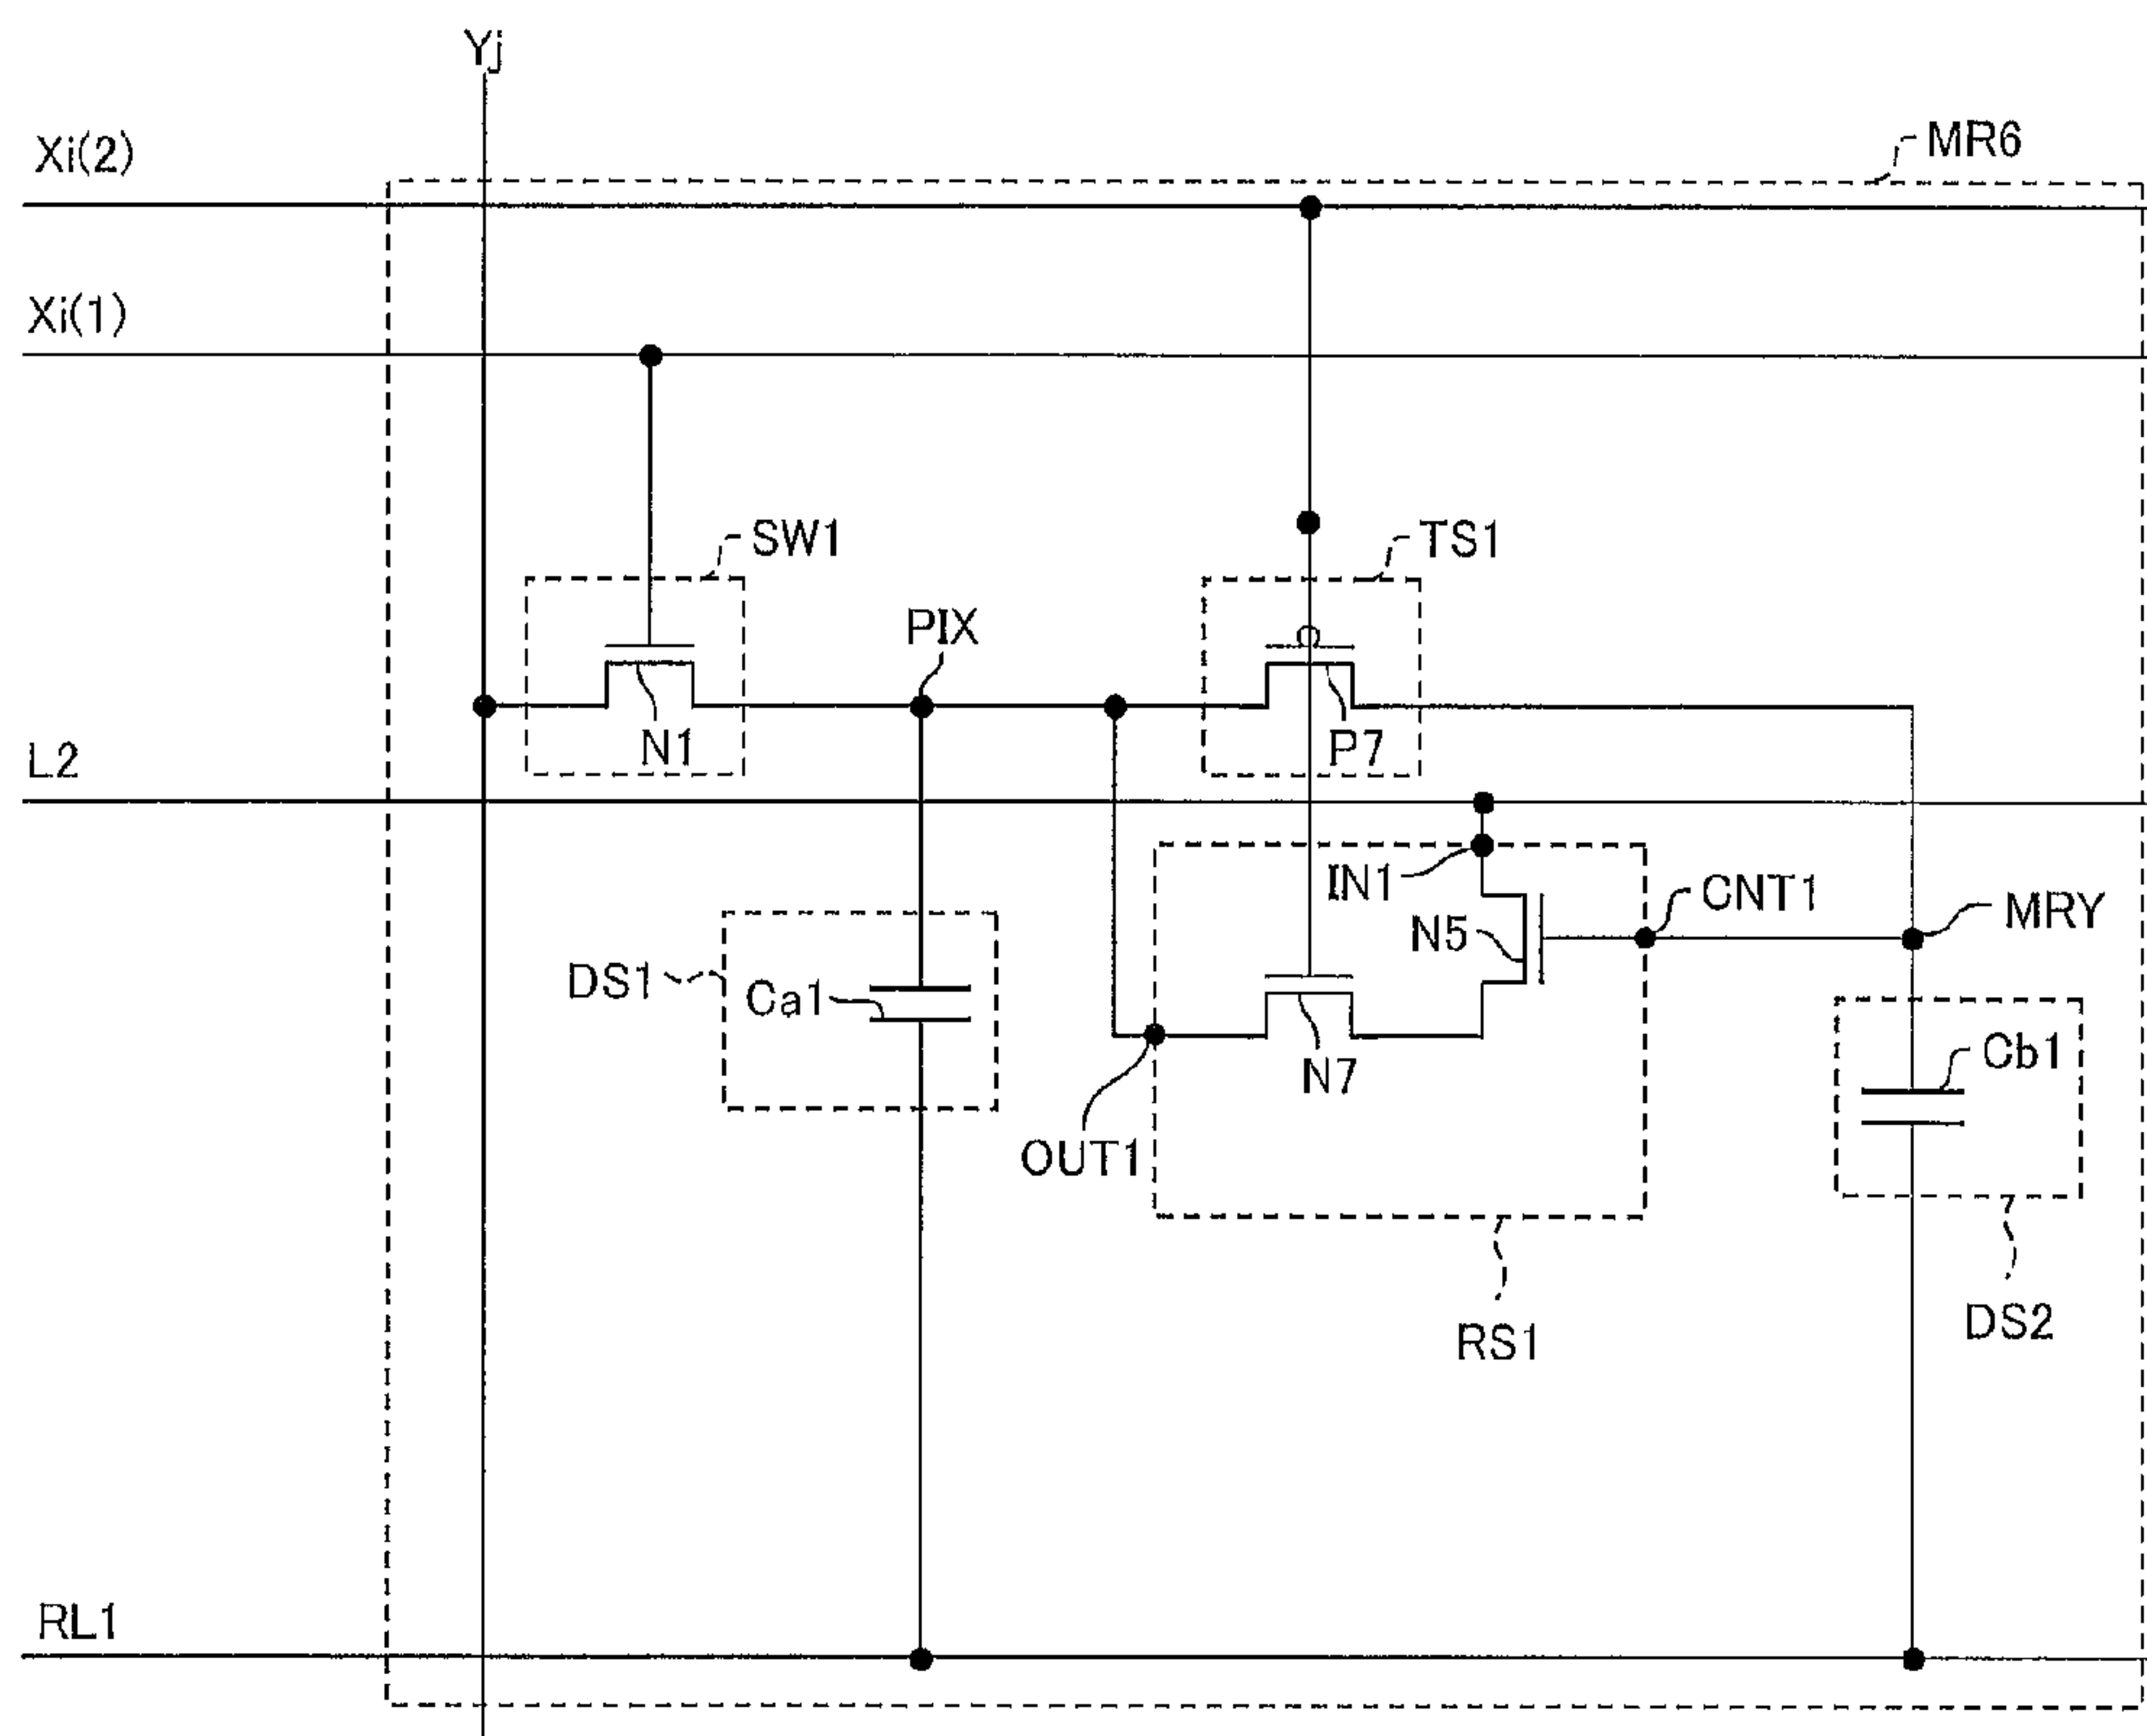 Yj
Xi(2)
MR6
Xi(1)
SW1
TS1
PIX
N1
P7
L2
IN1
CNT1
MRY
N5
DS1
Ca1
Cb1
N7
OUT1
DS2
RS1
RL1